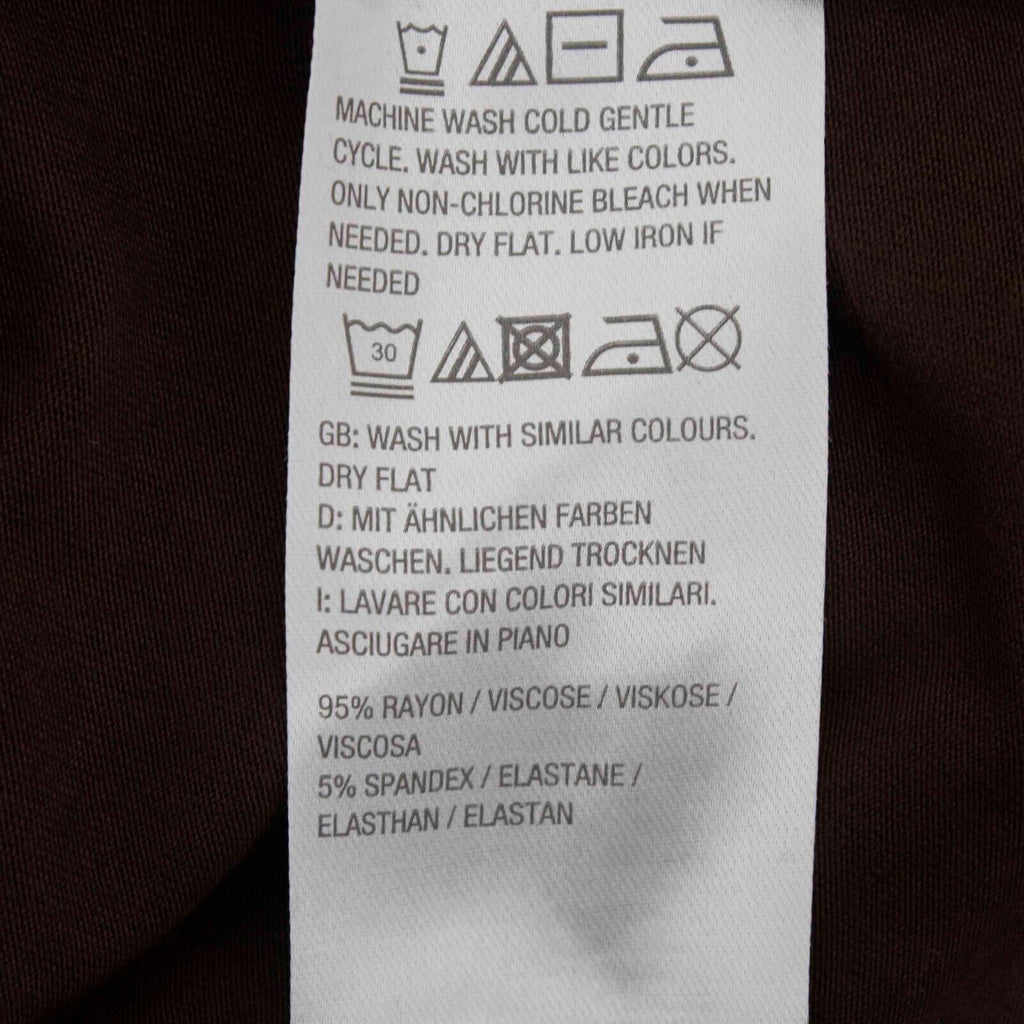 MACHINE WASH COLD GENTLE
CYCLE. WASH WITH LIKE COLORS.
ONLY NON-CHLORINE BLEACH WHEN
NEEDED. DRY FLAT. LOW IRON IF
NEEDED
30
GB: WASH WITH SIMILAR COLOURS.
DRY FLAT
D: MIT ÄHNLICHEN FARBEN
WASCHEN. LIEGEND TROCKNEN
I: LAVARE CON COLORI SIMILARI.
ASCIUGARE IN PIANO
95% RAYON / VISCOSE / VISKOSE /
VISCOSA
5% SPANDEX / ELASTANE /
ELASTHAN / ELASTAN